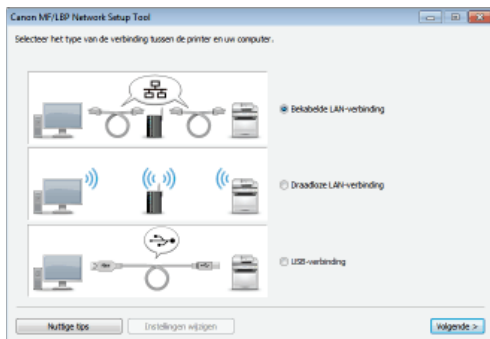 Canon MF/LBP Network Setup Tool
Selecteer het type van de verbinding tussen de printer en uw computer.
Bekabelde LAN-verbinding
Draadloze LAN-verbinding
USB-verbinding
Nuttige tips
Instellingen wijzigen
Volgende >